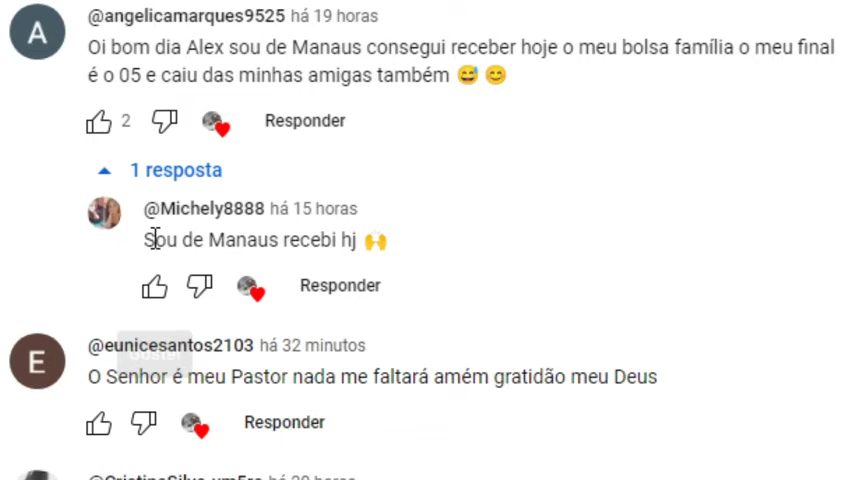 A
@angelicamarques9525 há 19 horas
Oi bom dia Alex sou de Manaus consegui receber hoje o meu bolsa família o meu final
é o 05 e caiu das minhas amigas também 😅 😊
2 Responder
1 resposta
@Michely8888 há 15 horas
Sou de Manaus recebi hj 🙌
Responder
E
@eunicesantos2103 há 32 minutos
Gostei
O Senhor é meu Pastor nada me faltará amém gratidão meu Deus
Responder